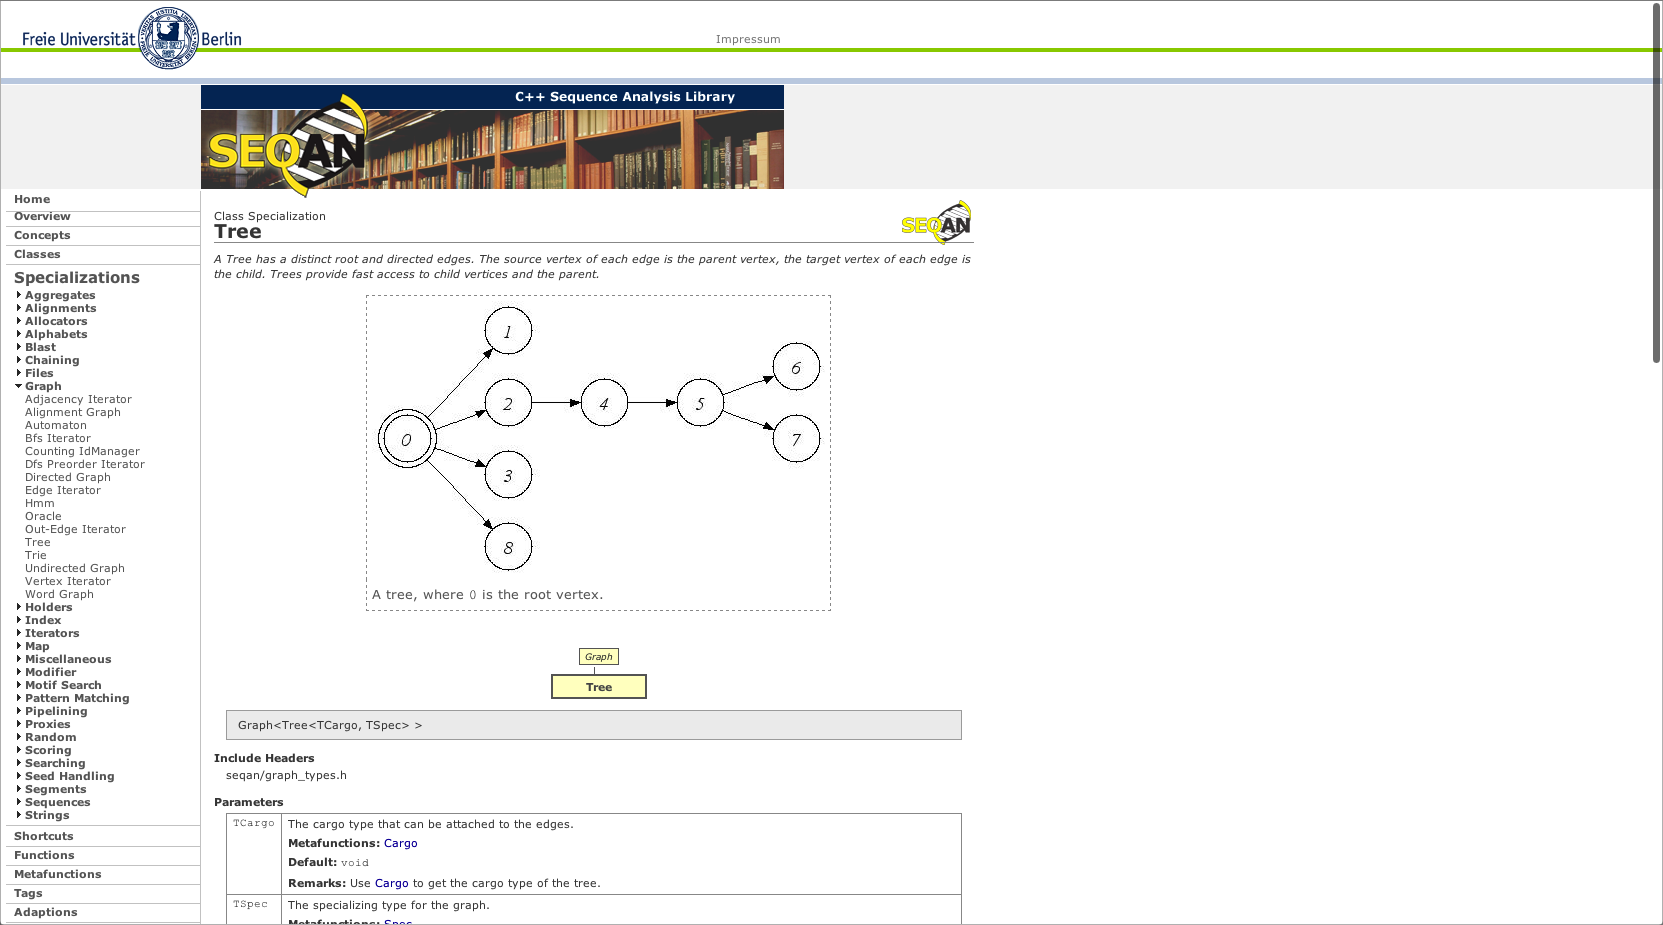 Freie Universität Berlin
Impressum
C++ Sequence Analysis Library
SEQAN
Home
Overview
Concepts
Classes
Specializations
Aggregates
Alignments
Allocators
Alphabets
Blast
Chaining
Files
Graph
Adjacency Iterator
Alignment Graph
Automaton
Bfs Iterator
Counting IdManager
Dfs Preorder Iterator
Directed Graph
Edge Iterator
Hmm
Oracle
Out-Edge Iterator
Tree
Trie
Undirected Graph
Vertex Iterator
Word Graph
Holders
Index
Iterators
Map
Miscellaneous
Modifier
Motif Search
Pattern Matching
Pipelining
Proxies
Random
Scoring
Searching
Seed Handling
Segments
Sequences
Strings
Shortcuts
Functions
Metafunctions
Tags
Adaptions
Class Specialization
Tree
SEQAN
A Tree has a distinct root and directed edges. The source vertex of each edge is the parent vertex, the target vertex of each edge is
the child. Trees provide fast access to child vertices and the parent.
1
6
2
4
5
0
7
3
8
A tree, where 0 is the root vertex.
Graph
Tree
Graph<Tree<TCargo, TSpec> >
Include Headers
seqan/graph_types.h
Parameters
TCargo
The cargo type that can be attached to the edges.
Metafunctions: Cargo
Default: void
Remarks: Use Cargo to get the cargo type of the tree.
TSpec
The specializing type for the graph.
Metafunctions: Spec